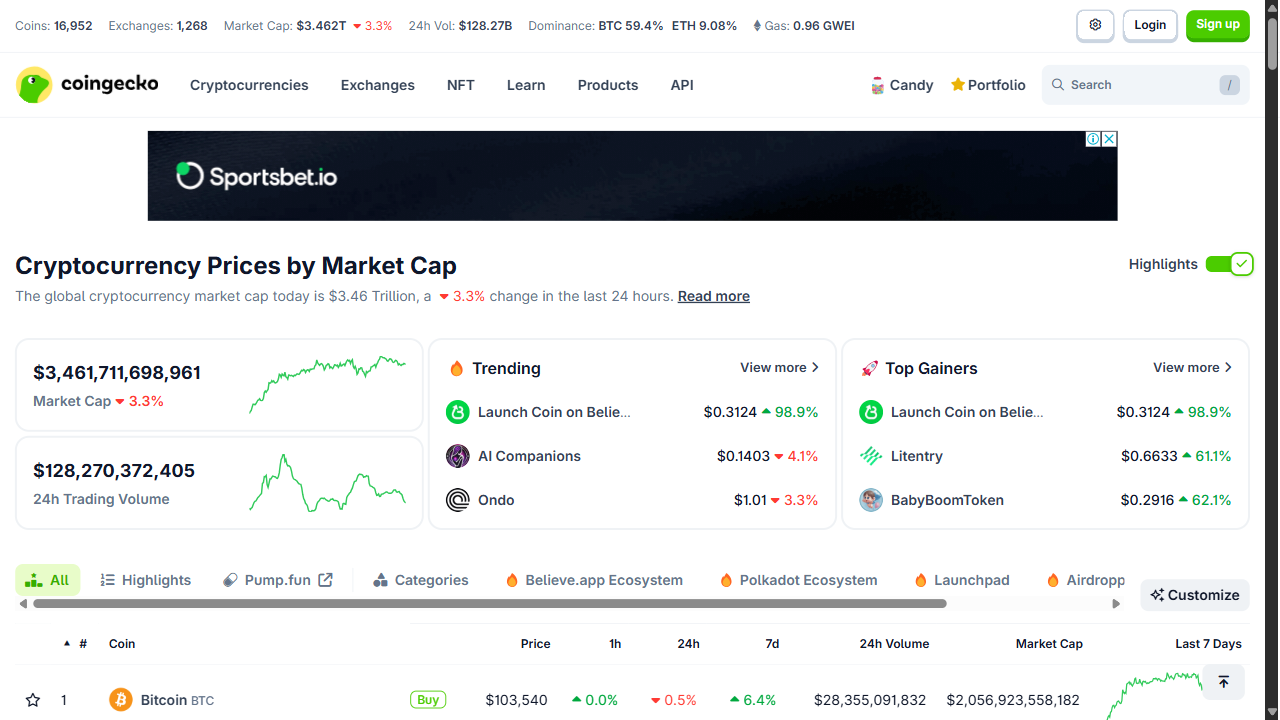 Coins: 16,952 Exchanges: 1,268 Market Cap: $3.462T 3.3% 24h Vol: $128.27B Dominance: BTC 59.4% ETH 9.08% Gas: 0.96 GWEI Login Sign up
coingecko Cryptocurrencies Exchanges NFT Learn Products API Candy Portfolio Search /
Sportsbet.io
Cryptocurrency Prices by Market Cap Highlights
The global cryptocurrency market cap today is $3.46 Trillion, a 3.3% change in the last 24 hours. Read more
$3,461,711,698,961
Market Cap 3.3%
$128,270,372,405
24h Trading Volume
Trending View more
Launch Coin on Belie... $0.3124 98.9%
AI Companions $0.1403 4.1%
Ondo $1.01 3.3%
Top Gainers View more
Launch Coin on Belie... $0.3124 98.9%
Litentry $0.6633 61.1%
BabyBoomToken $0.2916 62.1%
All Highlights Pump.fun Categories Believe.app Ecosystem Polkadot Ecosystem Launchpad Airdropp Customize
# Coin Price 1h 24h 7d 24h Volume Market Cap Last 7 Days
1 Bitcoin BTC Buy $103,540 0.0% 0.5% 6.4% $28,355,091,832 $2,056,923,558,182